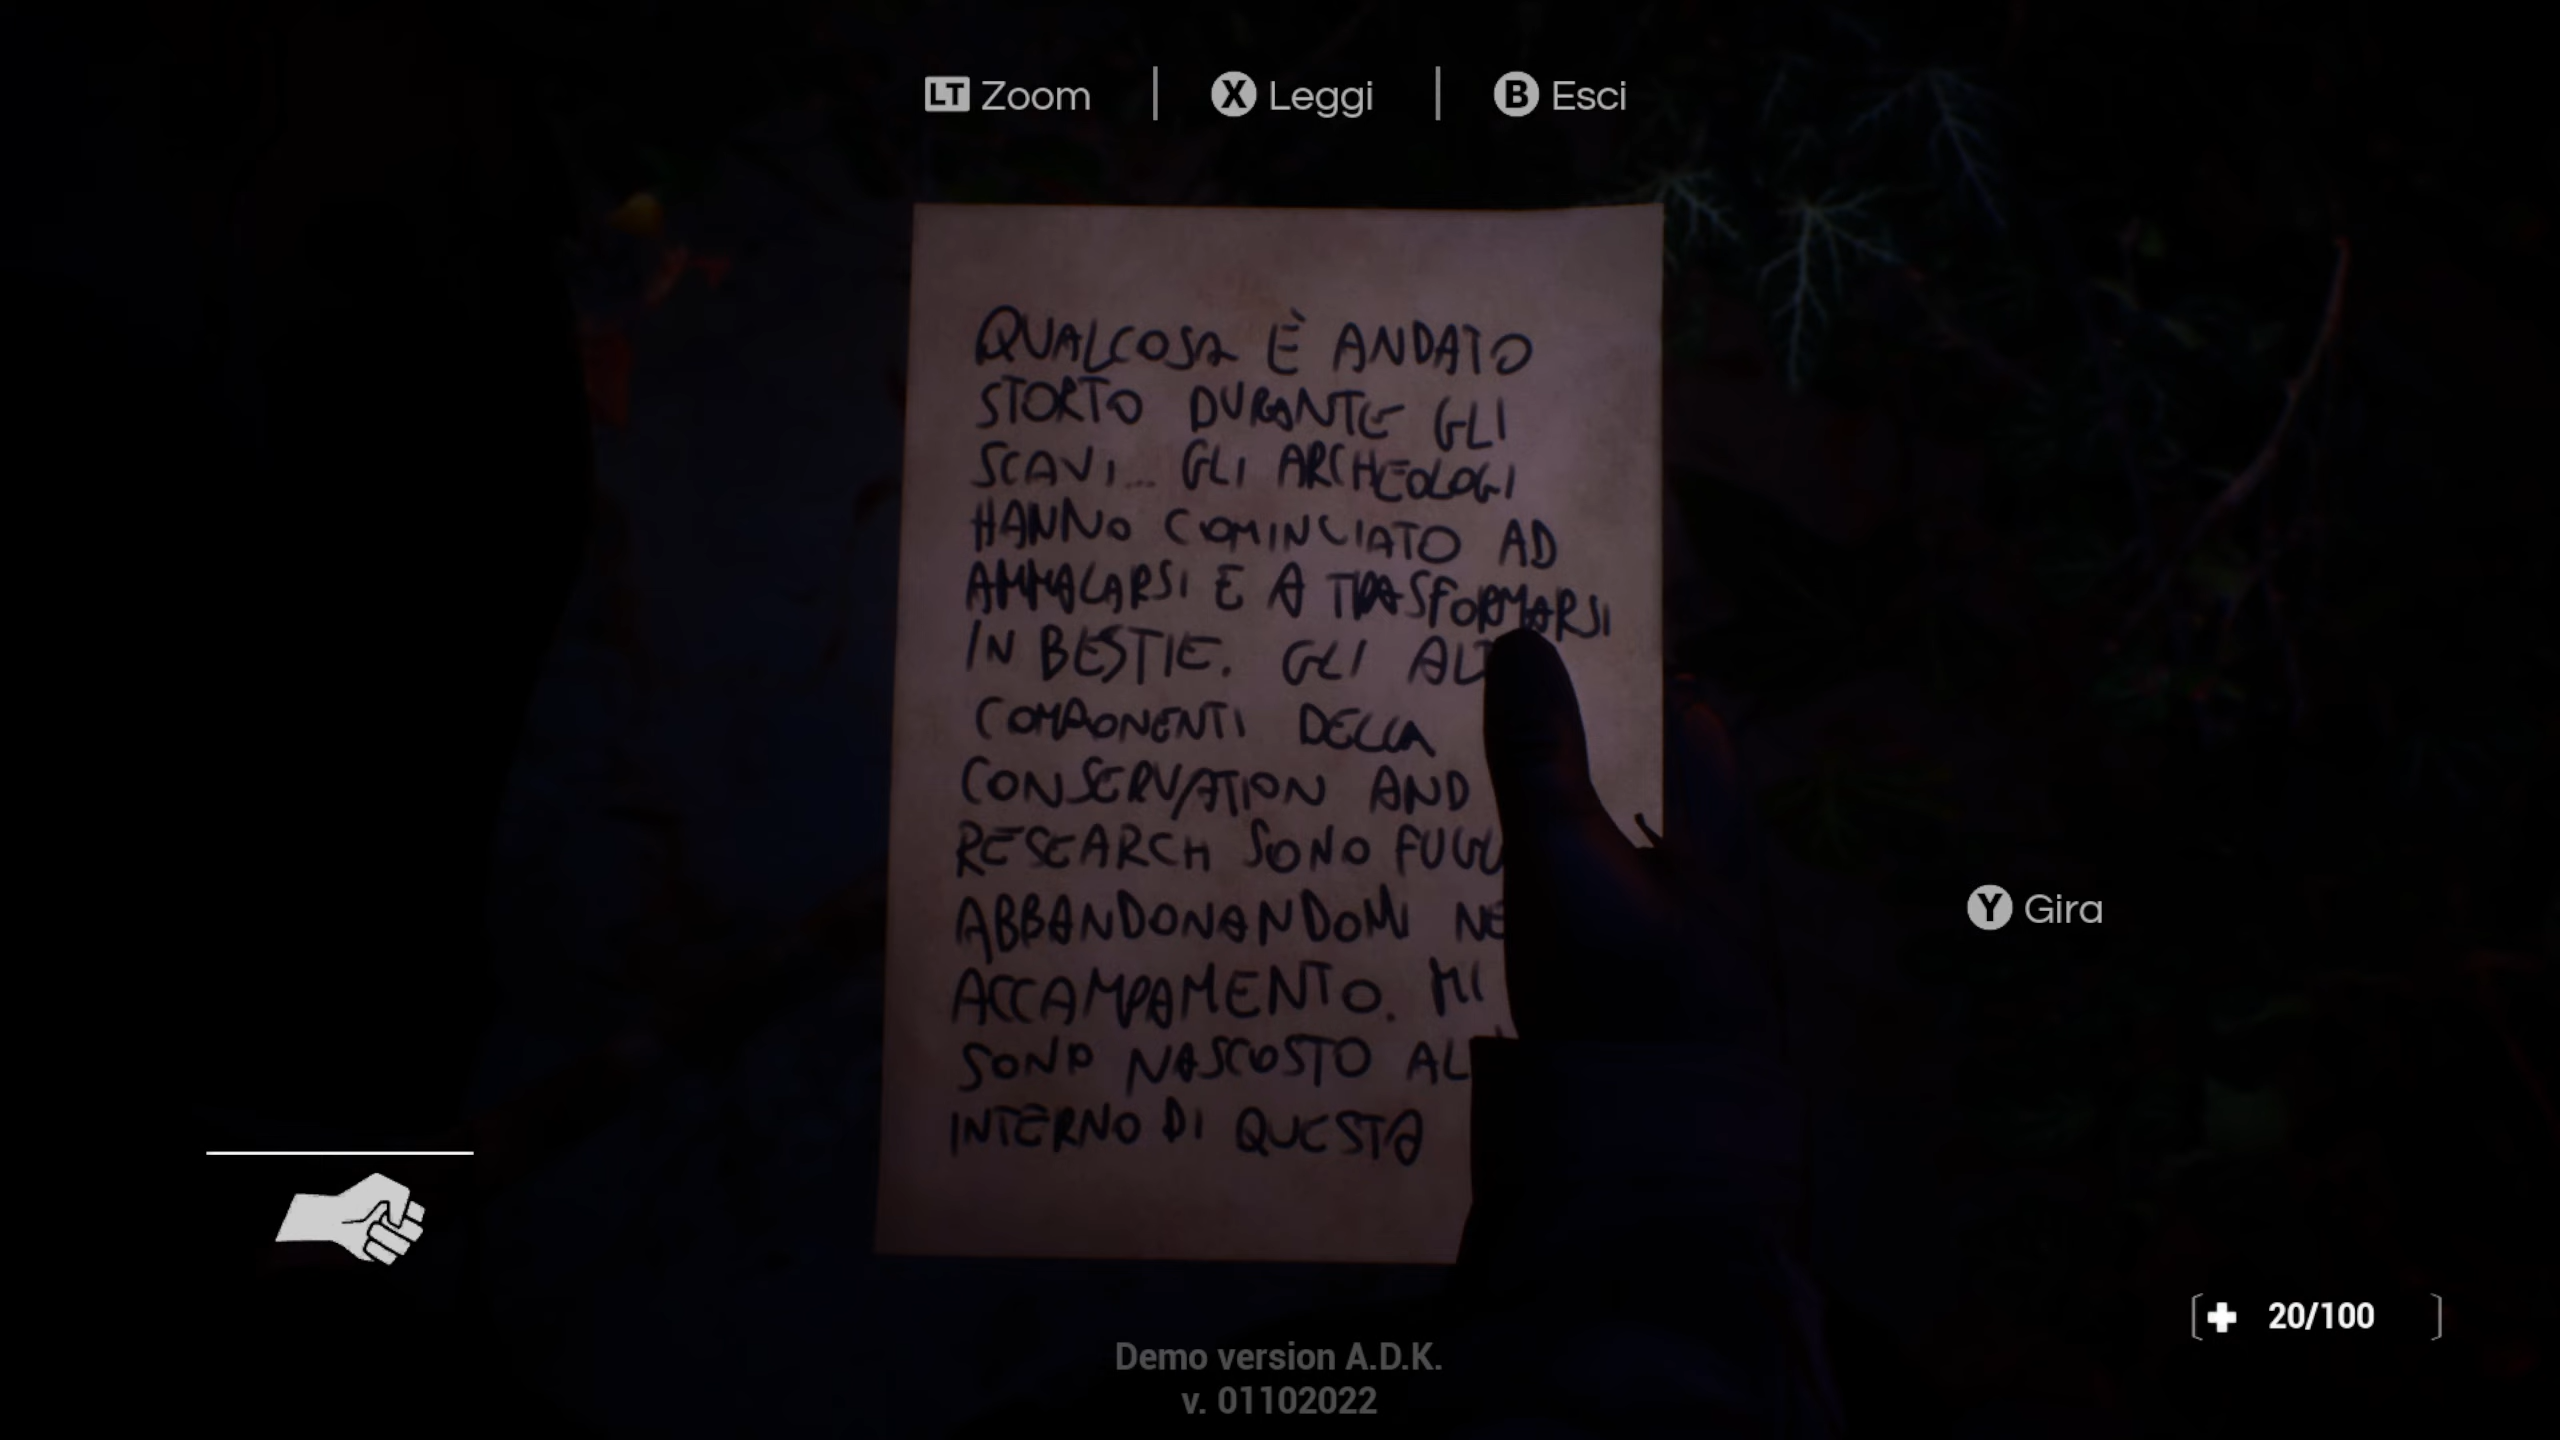 LT Zoom | X Leggi | B Esci
QUALCOSA È ANDATO
STORTO DURANTE GLI
SCAVI... GLI ARCHEOLOGI
HANNO COMINCIATO AD
AMMALARSI E A TRASFORMARSI
IN BESTIE. GLI
COMPONENTI DELLA
CONSERVATION AND
RESEARCH SONO
ABBANDONANDOMI
ACCAMPAMENTO. MI
SONO NASCOSTO
INTERNO DI QUESTA
Y Gira
20/100
Demo version A.D.K.
v. 01102022